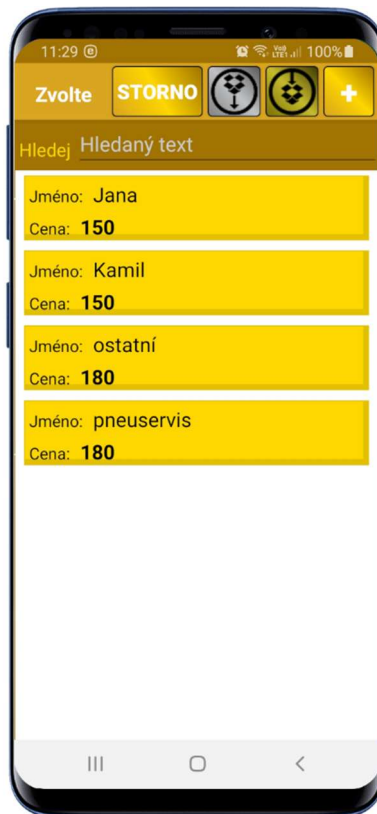 11:29 100%
Zvolte STORNO +
Hledej Hledaný text
Jméno: Jana
Cena: 150
Jméno: Kamil
Cena: 150
Jméno: ostatní
Cena: 180
Jméno: pneuservis
Cena: 180